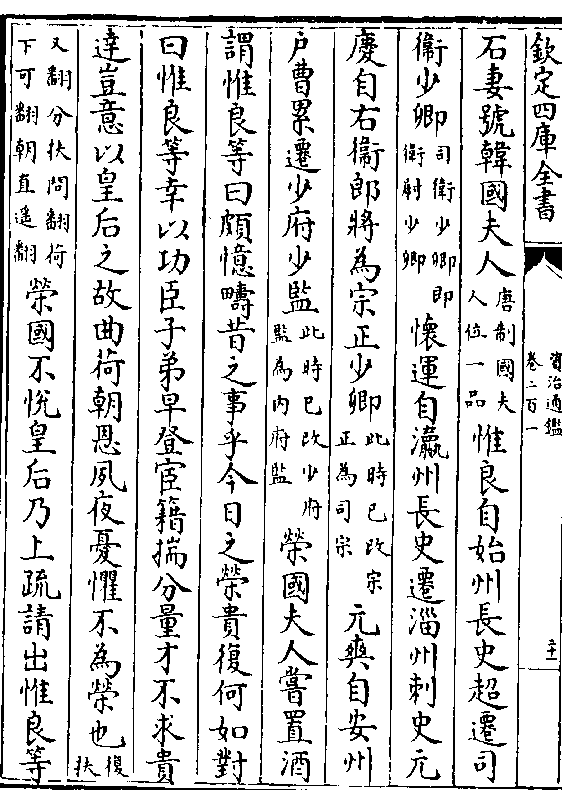 欽定四庫全書
資治通鑑
卷二百一
二十
石妻號韓國夫人唐制國夫人位一品惟良自始州長史超遷司
衞少卿司衞少卿即衞尉少卿懷運自瀛州長史遷淄州刺史元
慶自右衞郎將為宗正少卿此時已改宗正為司宗元爽自安州
户曹累遷少府少監此時已改少府監為内府監榮國夫人嘗置酒
謂惟良等曰頗憶疇昔之事乎今日之榮貴復何如對
曰惟良等幸以功臣子弟早登宦籍揣分量才不求貴
達豈意以皇后之故曲荷朝恩夙夜憂懼不為榮也復扶
又翻分扶問翻荷下可翻朝直遥翻榮國不悦皇后乃上疏請出惟良等